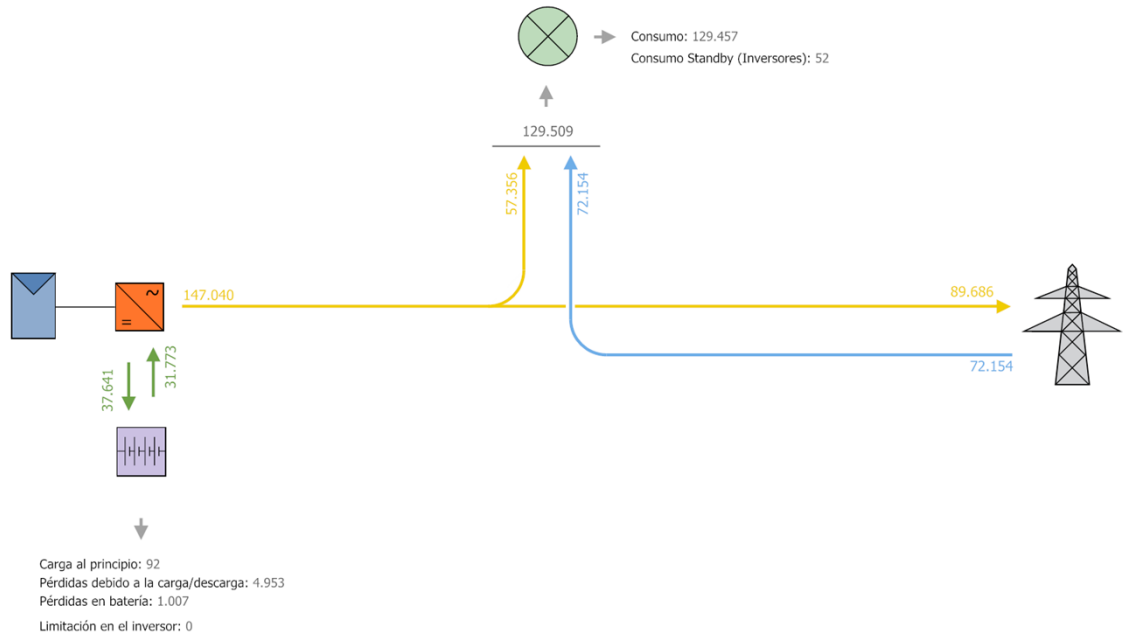 Consumo: 129.457
Consumo Standby (Inversores): 52
129.509
57.356
72.154
147.040
89.686
72.154
37.641
31.773
Carga al principio: 92
Pérdidas debido a la carga/descarga: 4.953
Pérdidas en batería: 1.007
Limitación en el inversor: 0